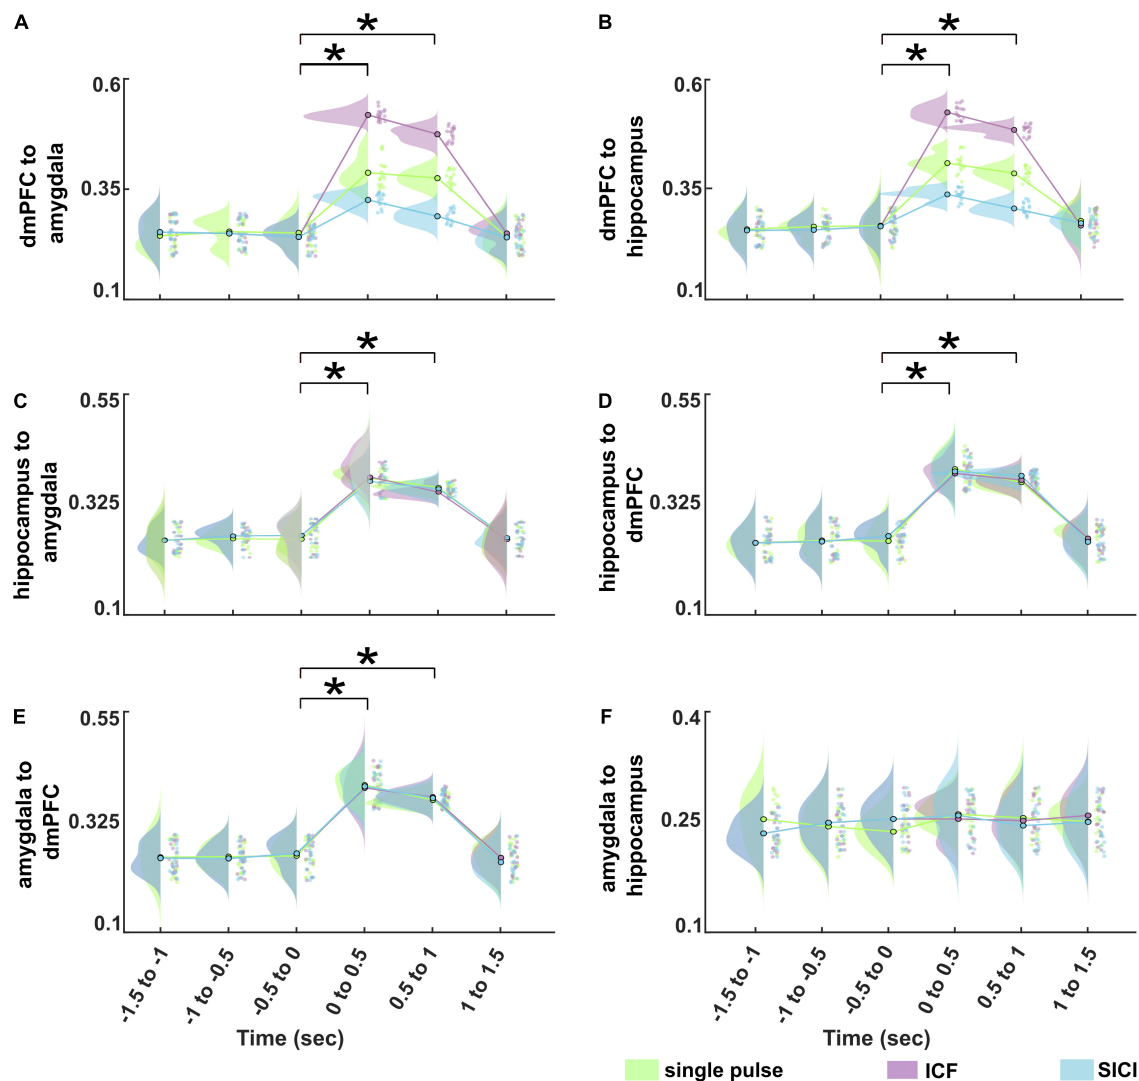 A
*
*
0.6
0.35
0.1
dmPFC to
amygdala
B
*
*
0.6
0.35
0.1
dmPFC to
hippocampus
C
*
*
0.55
0.325
0.1
hippocampus to
amygdala
D
*
*
0.55
0.325
0.1
hippocampus to
dmPFC
E
*
*
0.55
0.325
0.1
amygdala to
dmPFC
-1.5 to -1
-1 to -0.5
-0.5 to 0
0 to 0.5
0.5 to 1
1 to 1.5
Time (sec)
F
0.4
0.25
0.1
amygdala to
hippocampus
-1.5 to -1
-1 to -0.5
-0.5 to 0
0 to 0.5
0.5 to 1
1 to 1.5
Time (sec)
single pulse
ICF
SICI